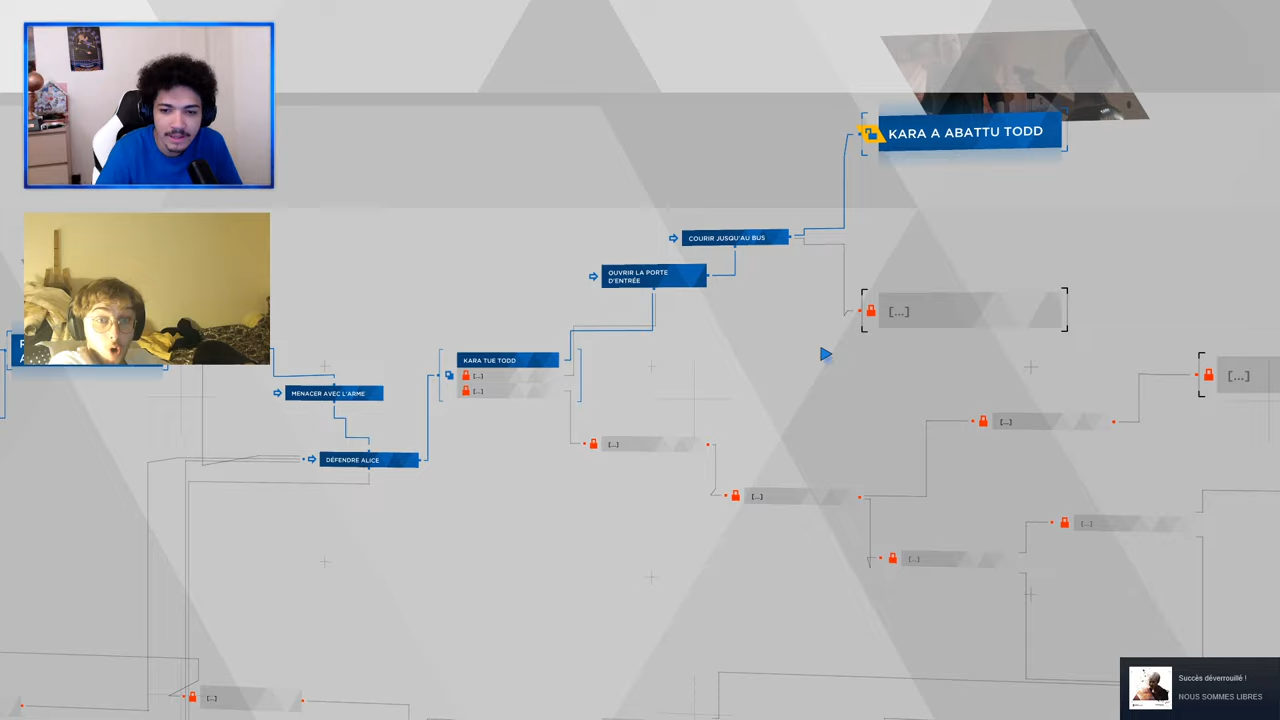 KARA A ABATTU TODD
COURIR JUSQU'AU BUS
OUVRIR LA PORTE
D'ENTRÉE
[...]
KARA TUE TODD
[...]
[...]
[...]
MENACER AVEC L'ARME
[...]
[...]
DÉFENDRE ALICE
[...]
[...]
[...]
[...]
Succès déverrouillé !
NOUS SOMMES LIBRES